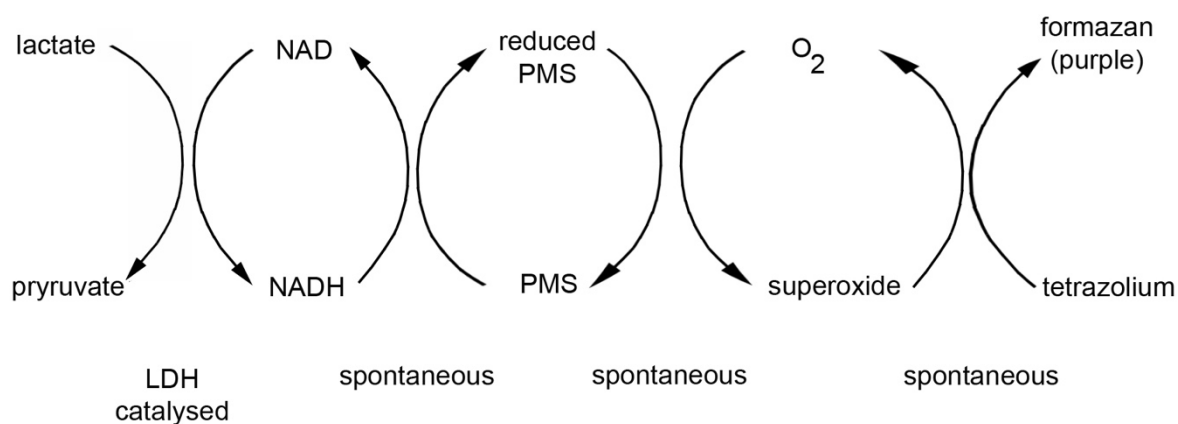 lactate
NAD
reduced
PMS
O2
formazan
(purple)
pryruvate
NADH
PMS
superoxide
tetrazolium
LDH
catalysed
spontaneous
spontaneous
spontaneous